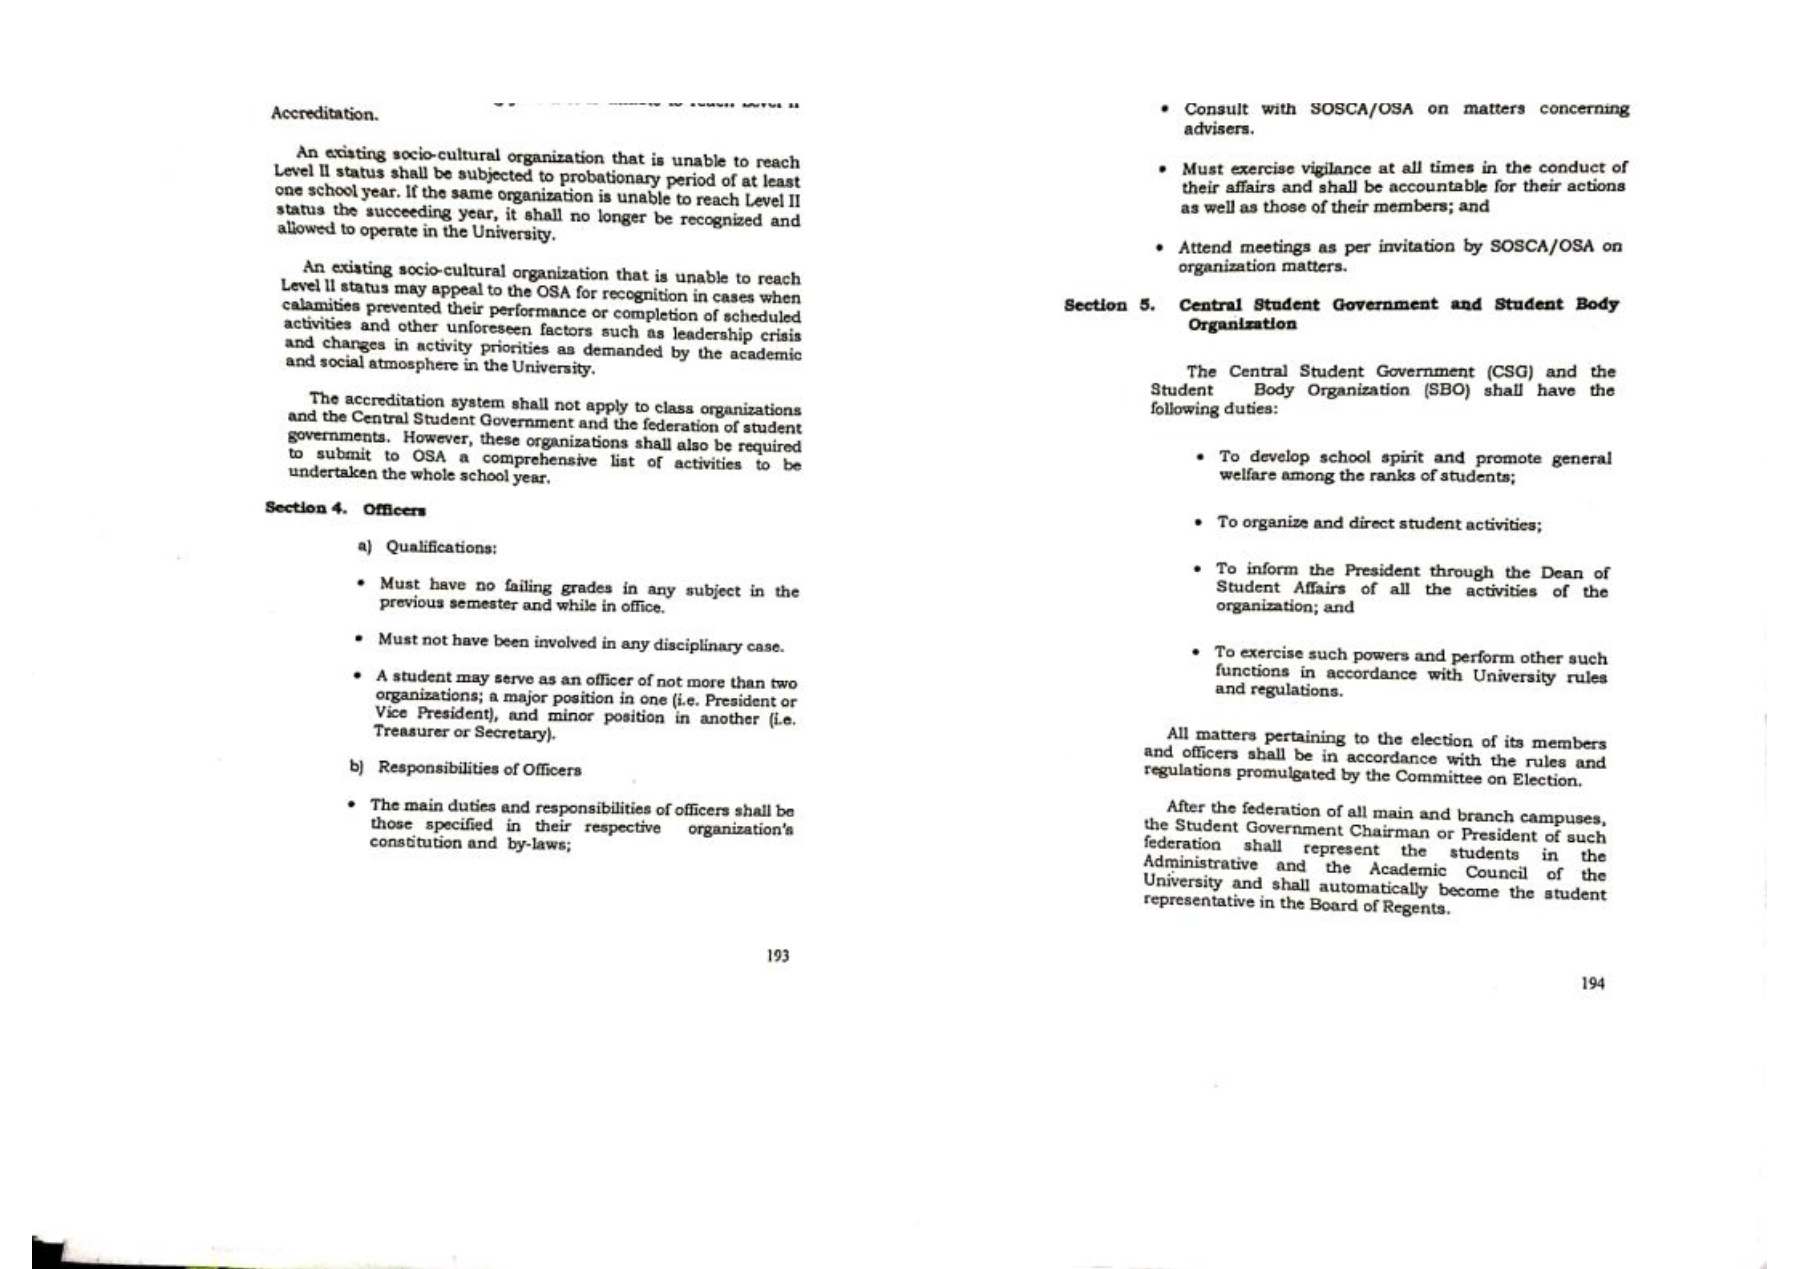 to reach Level II
Accreditation.
An existing socio-cultural organization that is unable to reach
Level II status shall be subjected to probationary period of at least
one school year. If the same organization is unable to reach Level II
status the succeeding year, it shall no longer be recognized and
allowed to operate in the University.
An existing socio-cultural organization that is unable to reach
Level II status may appeal to the OSA for recognition in cases when
calamities prevented their performance or completion of scheduled
activities and other unforeseen factors such as leadership crisis
and changes in activity priorities as demanded by the academic
and social atmosphere in the University.
The accreditation system shall not apply to class organizations
and the Central Student Government and the federation of student
governments. However, these organizations shall also be required
to submit to OSA a comprehensive list of activities to be
undertaken the whole school year.
Section 4. Officers
a) Qualifications:
• Must have no failing grades in any subject in the
previous semester and while in office.
• Must not have been involved in any disciplinary case.
• A student may serve as an officer of not more than two
organizations; a major position in one (i.e. President or
Vice President), and minor position in another (i.e.
Treasurer or Secretary).
b) Responsibilities of Officers
• The main duties and responsibilities of officers shall be
those specified in their respective organization's
constitution and by-laws;
193
• Consult with SOSCA/OSA on matters concerning
advisers.
• Must exercise vigilance at all times in the conduct of
their affairs and shall be accountable for their actions
as well as those of their members; and
• Attend meetings as per invitation by SOSCA/OSA on
organization matters.
Section 5. Central Student Government and Student Body
Organization
The Central Student Government (CSG) and the
Student Body Organization (SBO) shall have the
following duties:
• To develop school spirit and promote general
welfare among the ranks of students;
• To organize and direct student activities;
• To inform the President through the Dean of
Student Affairs of all the activities of the
organization; and
• To exercise such powers and perform other such
functions in accordance with University rules
and regulations.
All matters pertaining to the election of its members
and officers shall be in accordance with the rules and
regulations promulgated by the Committee on Election.
After the federation of all main and branch campuses,
the Student Government Chairman or President of such
federation shall represent the students in the
Administrative and the Academic Council of the
University and shall automatically become the student
representative in the Board of Regents.
194